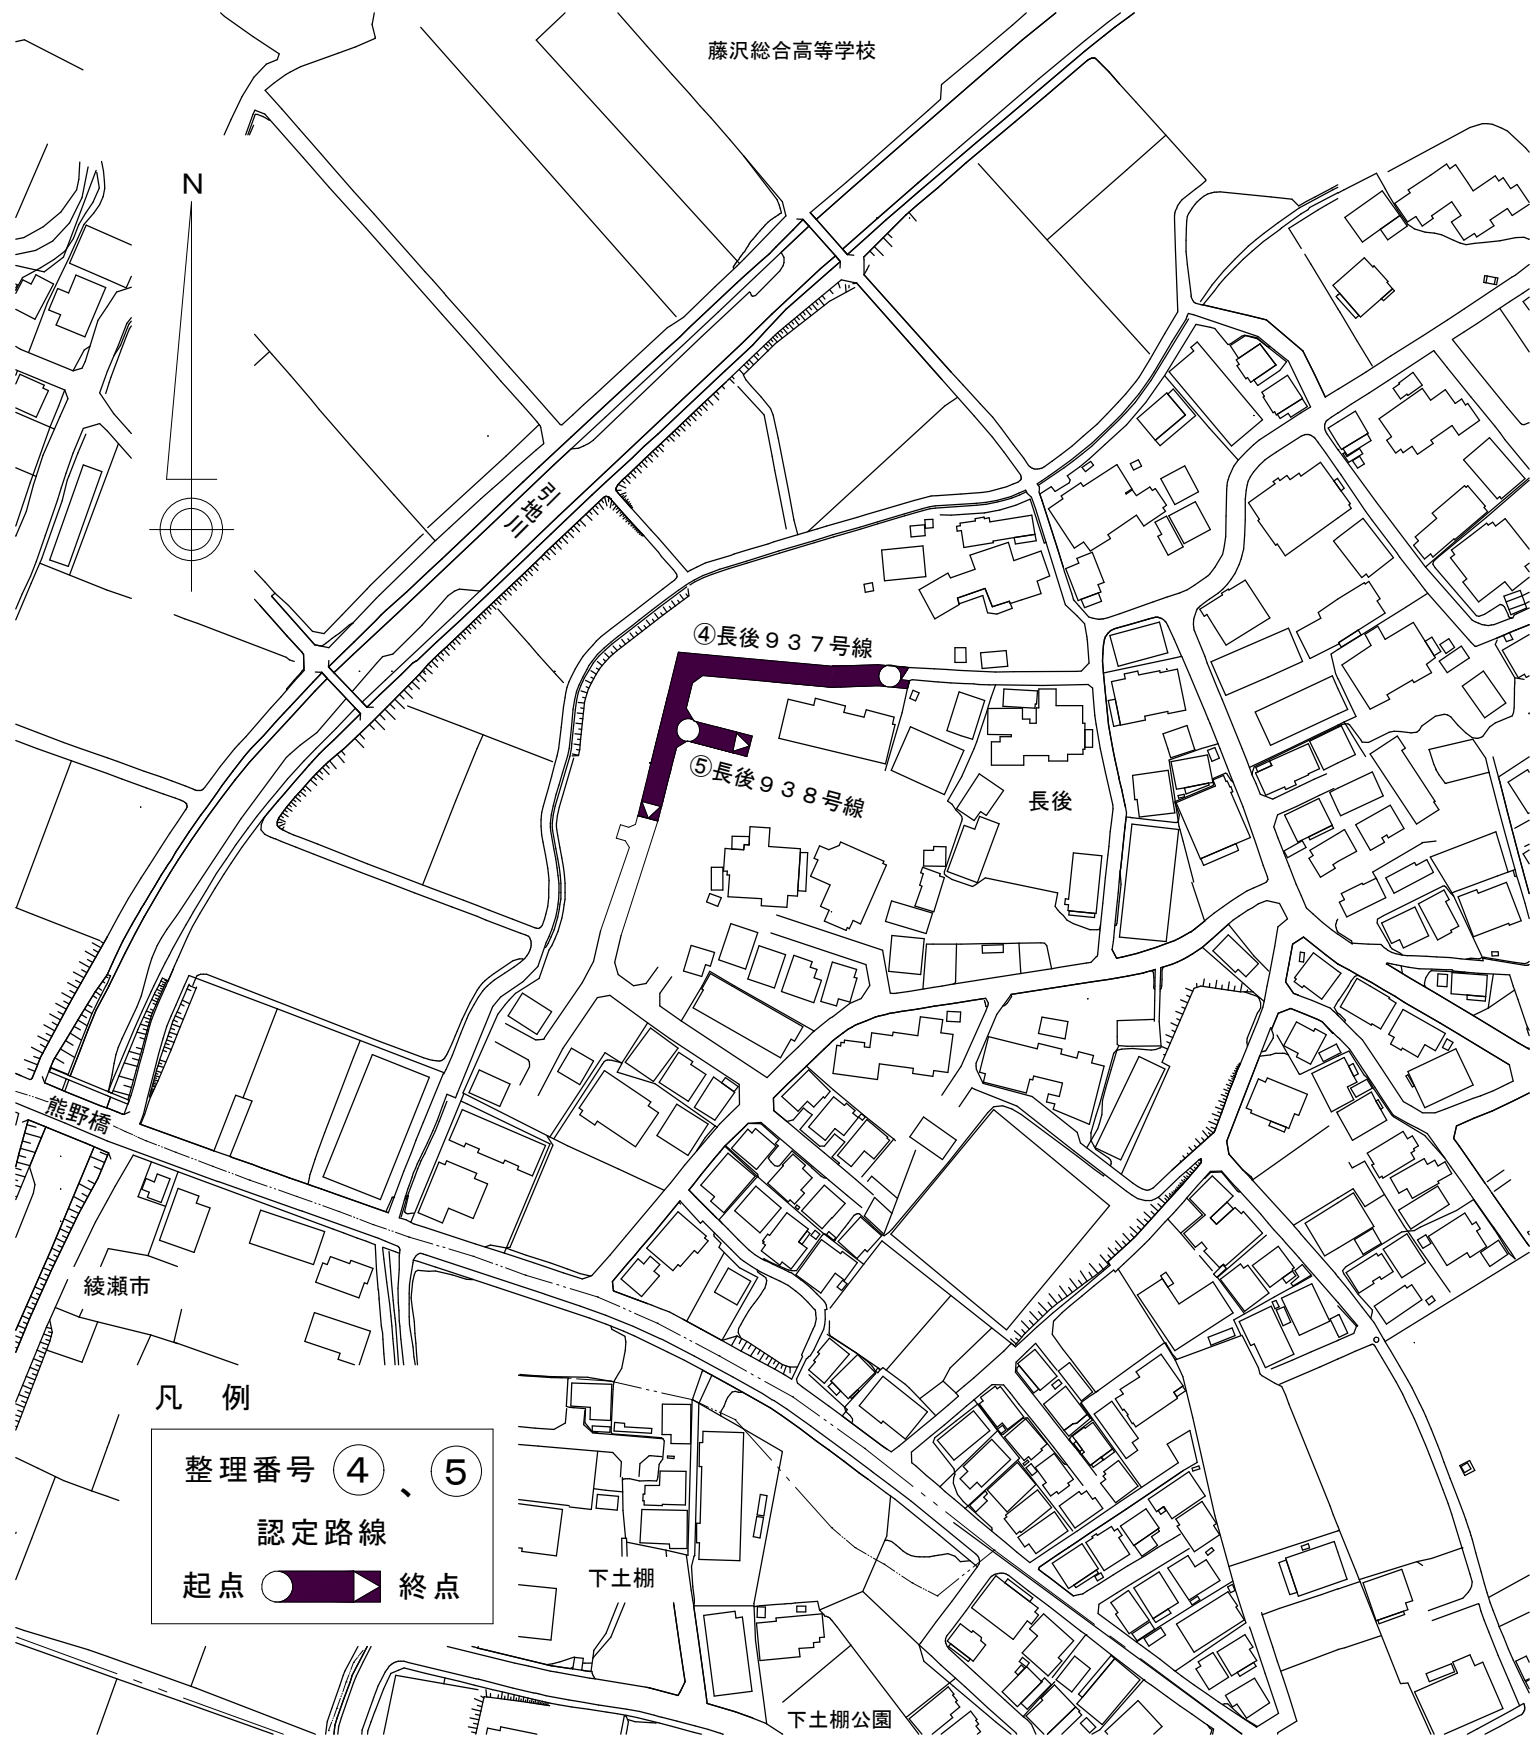 藤沢総合高等学校
N
引地川
④長後９３７号線
⑤長後９３８号線
長後
熊野橋
綾瀬市
凡 例
整理番号 ④ 、 ⑤
認定路線
起点 終点
下土棚
下土棚公園